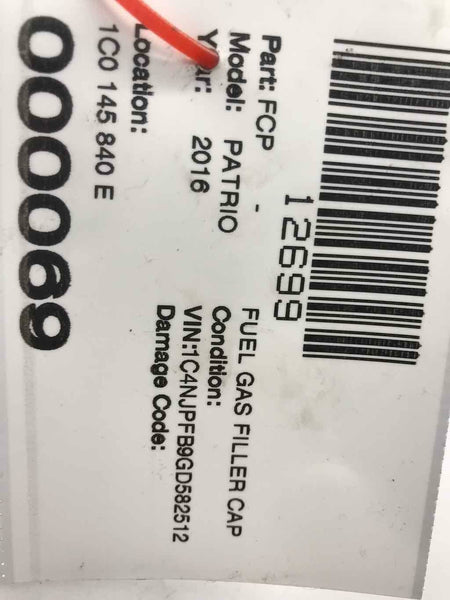 12699
Part: FCP - FUEL GAS FILLER CAP
Model: PATRIO Condition:
Year: 2016 VIN:1C4NJPFB9GD582512
Damage Code:
Location:
1C0 145 840 E
000069